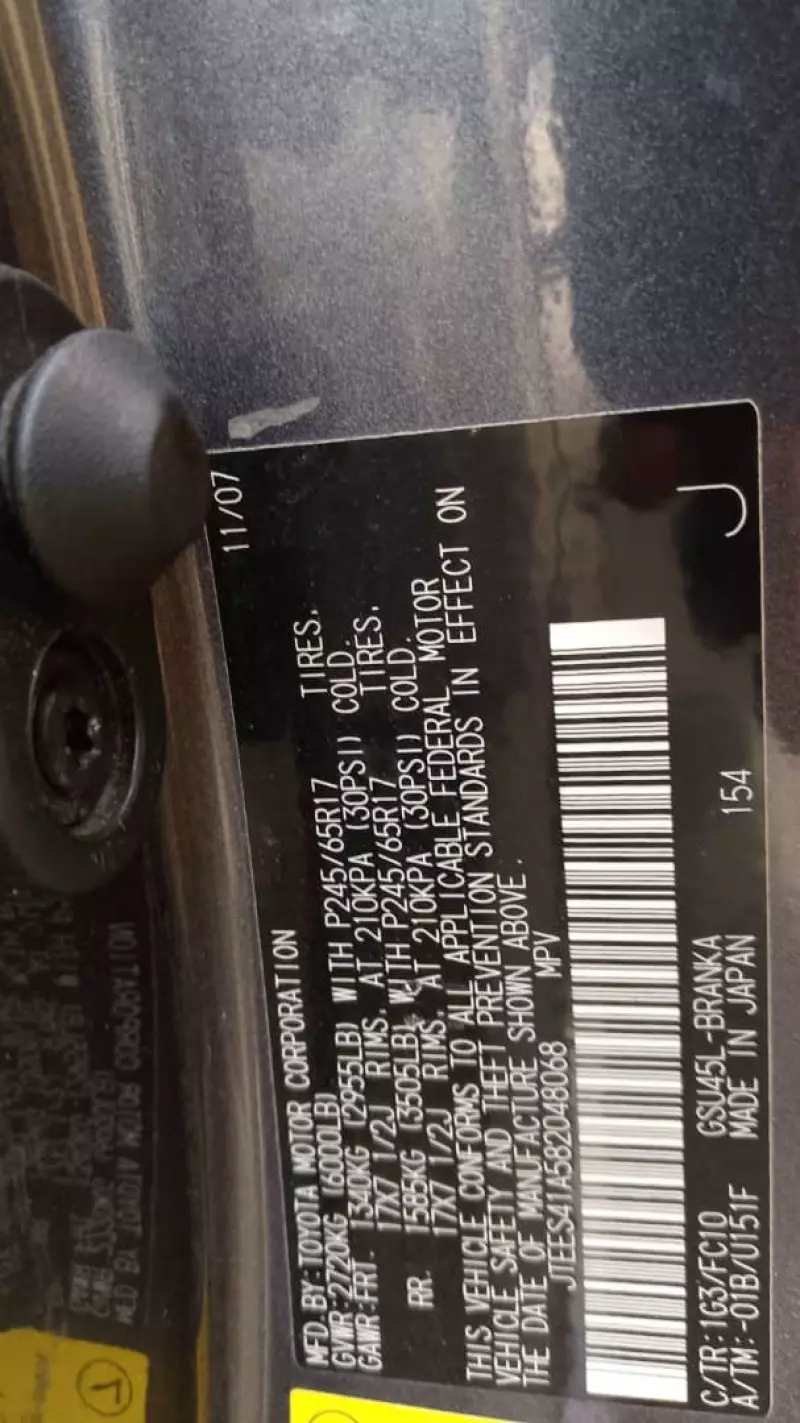 11/07
MFD.BY:TOYOTA MOTOR CORPORATION
GVWR:2720KG (6000LB)
GAWR:FRT. 1340KG (2955LB) WITH P245/65R17 TIRES.
17X7 1/2J RIMS, AT 210KPA (30PSI) COLD.
RR. 1585KG (3505LB) WITH P245/65R17 TIRES.
17X7 1/2J RIMS, AT 210KPA (30PSI) COLD.
THIS VEHICLE CONFORMS TO ALL APPLICABLE FEDERAL MOTOR
VEHICLE SAFETY AND THEFT PREVENTION STANDARDS IN EFFECT ON
THE DATE OF MANUFACTURE SHOWN ABOVE.
JTEES41A582048068 MPV
C/TR:1G3/FC10 GSU45L-BRANKA 154 J
A/TM:-01B/U151F MADE IN JAPAN